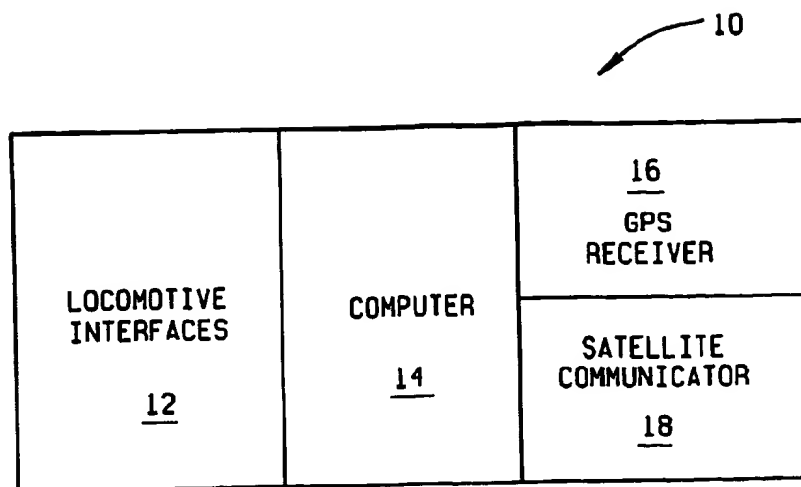 10
LOCOMOTIVE
INTERFACES
12
COMPUTER
14
16
GPS
RECEIVER
SATELLITE
COMMUNICATOR
18